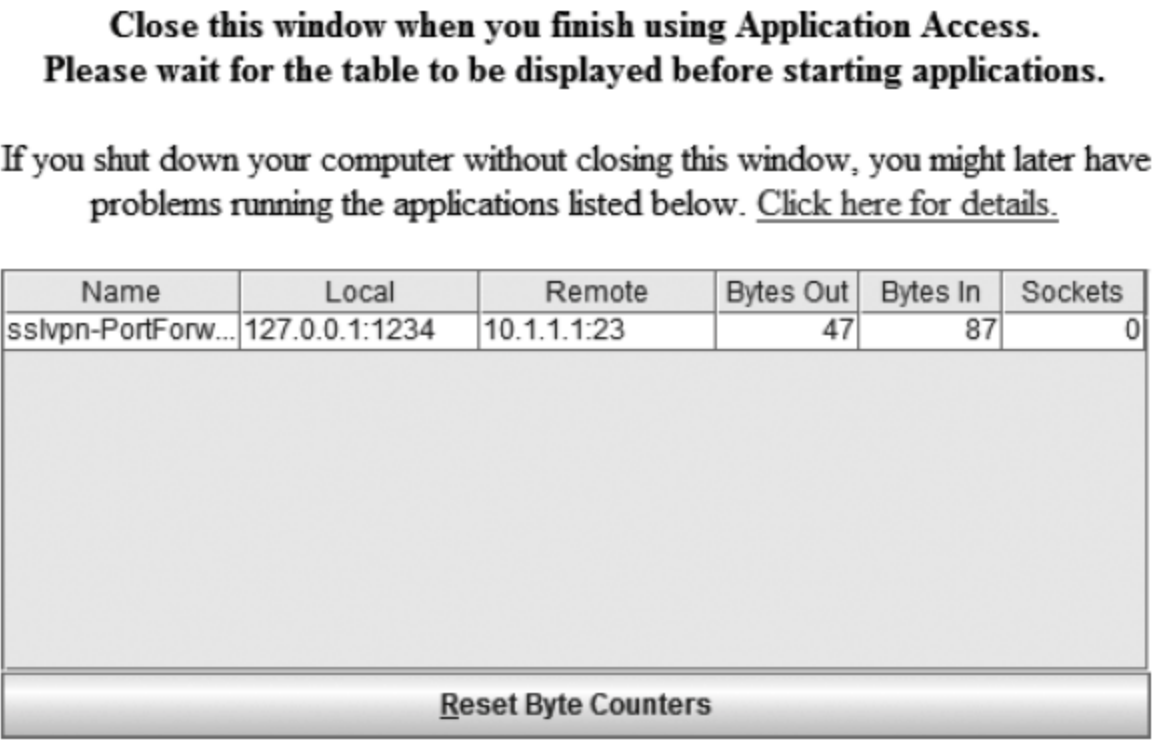 Close this window when you finish using Application Access.
Please wait for the table to be displayed before starting applications.
If you shut down your computer without closing this window, you might later have
problems running the applications listed below. Click here for details.
Name Local Remote Bytes Out Bytes In Sockets
sslvpn-PortForw... 127.0.0.1:1234 10.1.1.1:23 47 87 0
Reset Byte Counters